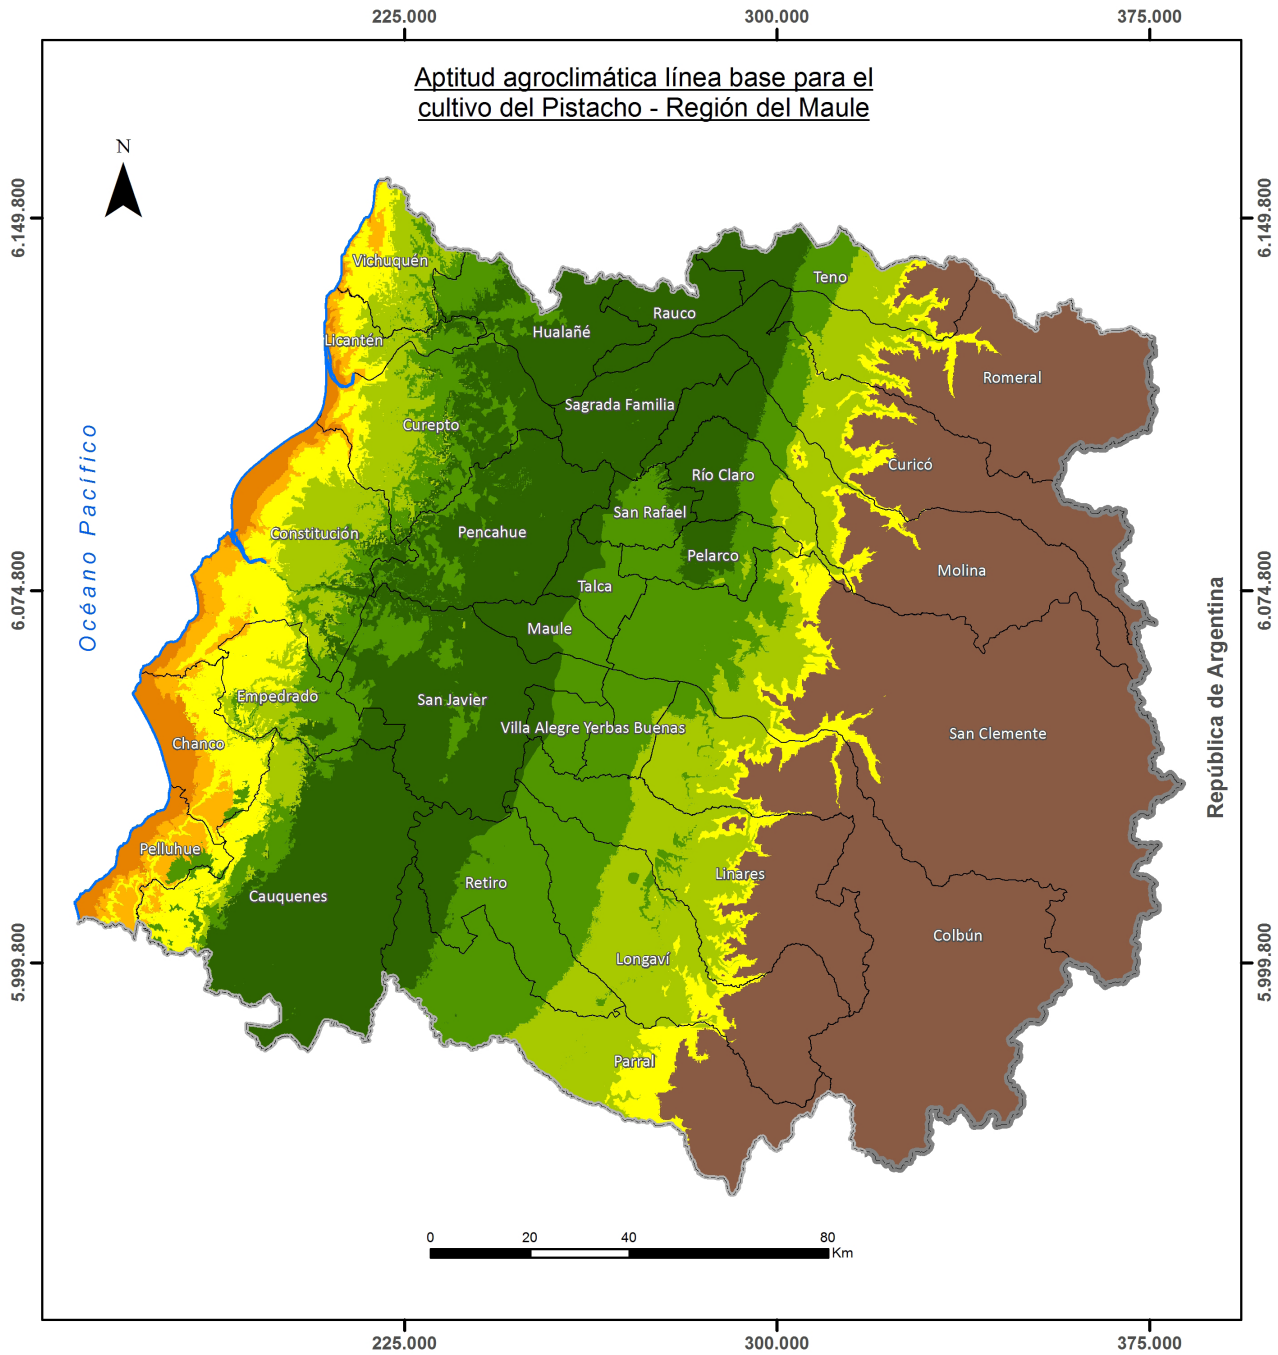 225.000
300.000
375.000
Aptitud agroclimática línea base para el
cultivo del Pistacho - Región del Maule
N
6.149.800
6.149.800
Vichuquén
Teno
Rauco
Hualañé
Licantén
Romeral
Sagrada Familia
Curepto
Curicó
Río Claro
San Rafael
Constitución
Pencahue
Pelarco
Molina
Talca
6.074.800
6.074.800
Océano Pacífico
República de Argentina
Maule
Empedrado
San Javier
Villa Alegre
Yerbas Buenas
San Clemente
Chanco
Pelluhue
Linares
Retiro
Cauquenes
Colbún
Longaví
5.999.800
5.999.800
Parral
0 20 40 80
Km
225.000
300.000
375.000